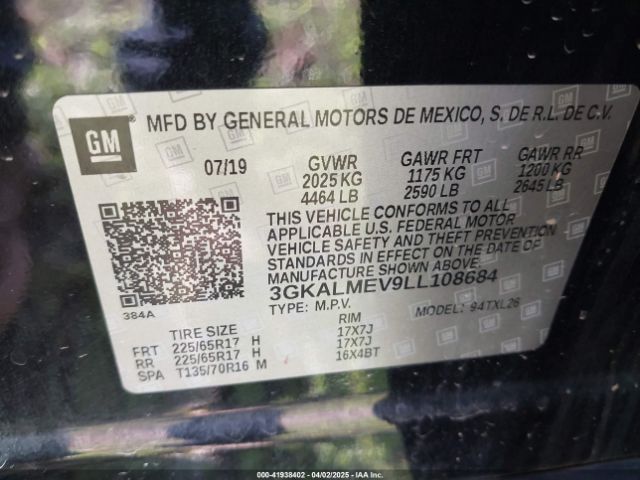 GM
MFD BY GENERAL MOTORS DE MEXICO, S. DE R.L. DE C.V.
07/19 GVWR GAWR FRT GAWR RR
2025 KG 1175 KG 1200 KG
4464 LB 2590 LB 2645 LB
THIS VEHICLE CONFORMS TO ALL
APPLICABLE U.S. FEDERAL MOTOR
VEHICLE SAFETY AND THEFT PREVENTION
STANDARDS IN EFFECT ON THE DATE OF
MANUFACTURE SHOWN ABOVE
3GKALMEV9LL108684
384A TYPE: M.P.V. MODEL: 94TXL26
TIRE SIZE RIM
FRT 225/65R17 H 17X7J
RR 225/65R17 H 17X7J
SPA T135/70R16 M 16X4BT
000-41938402 04/02/2025 - IAA Inc.